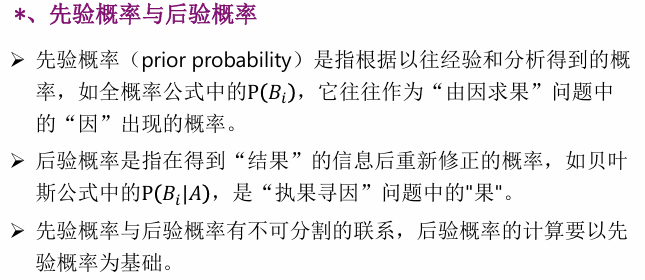 *、先验概率与后验概率
➢ 先验概率（prior probability）是指根据以往经验和分析得到的概
率，如全概率公式中的P(Bᵢ)，它往往作为“由因求果”问题中
的“因”出现的概率。
➢ 后验概率是指在得到“结果”的信息后重新修正的概率，如贝叶
斯公式中的P(Bᵢ|A)，是“执果寻因”问题中的"果"。
➢ 先验概率与后验概率有不可分割的联系，后验概率的计算要以先
验概率为基础。